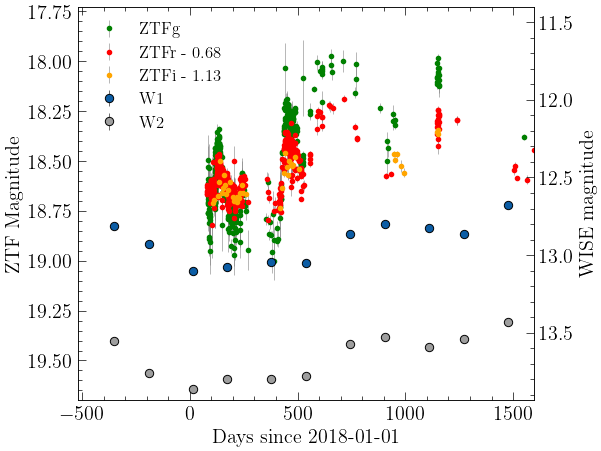 17.75
18.00
18.25
18.50
18.75
19.00
19.25
19.50
ZTF Magnitude
ZTFg
ZTFr - 0.68
ZTFi - 1.13
W1
W2
11.5
12.0
12.5
13.0
13.5
WISE magnitude
−500
0
500
1000
1500
Days since 2018-01-01